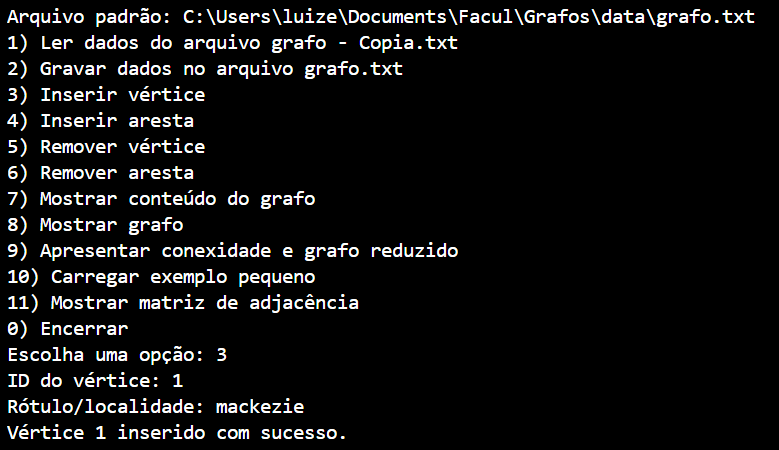 Arquivo padrão: C:\Users\luize\Documents\Facul\Grafos\data\grafo.txt
1) Ler dados do arquivo grafo - Copia.txt
2) Gravar dados no arquivo grafo.txt
3) Inserir vértice
4) Inserir aresta
5) Remover vértice
6) Remover aresta
7) Mostrar conteúdo do grafo
8) Mostrar grafo
9) Apresentar conexidade e grafo reduzido
10) Carregar exemplo pequeno
11) Mostrar matriz de adjacência
0) Encerrar
Escolha uma opção: 3
ID do vértice: 1
Rótulo/localidade: mackezie
Vértice 1 inserido com sucesso.